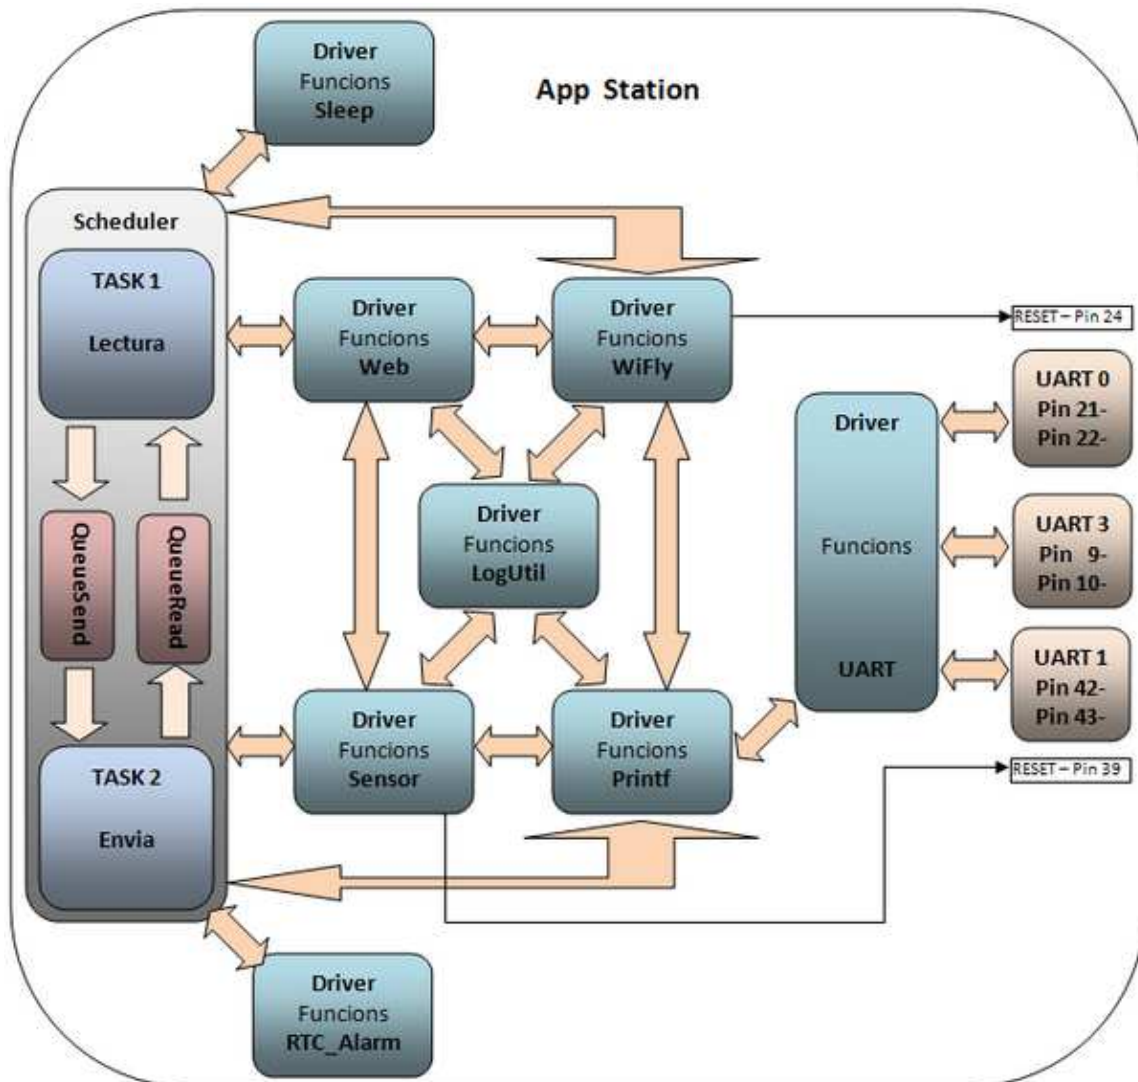 App Station
Driver
Funcions
Sleep
Scheduler
TASK 1
Lectura
QueueSend
QueueRead
TASK 2
Envia
Driver
Funcions
Web
Driver
Funcions
WiFly
Driver
Funcions
LogUtil
Driver
Funcions
Sensor
Driver
Funcions
Printf
Driver
Funcions
RTC_Alarm
Driver
Funcions
UART
RESET – Pin 24
UART 0
Pin 21-
Pin 22-
UART 3
Pin 9-
Pin 10-
UART 1
Pin 42-
Pin 43-
RESET – Pin 39